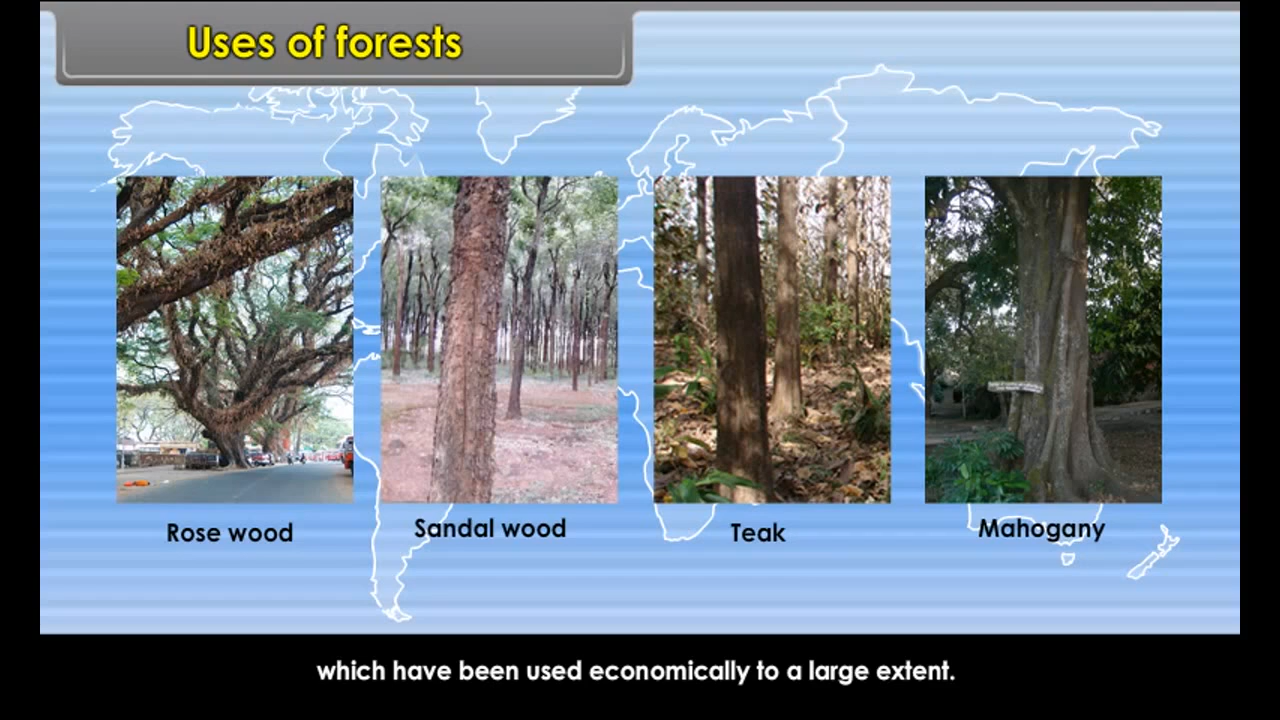 Uses of forests
Rose wood
Sandal wood
Teak
Mahogany
which have been used economically to a large extent.